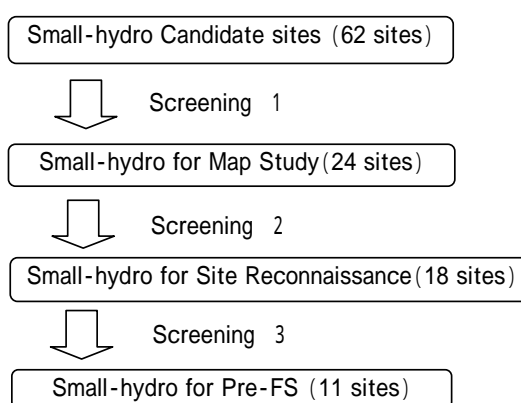 Small-hydro Candidate sites (62 sites)
Screening 1
Small-hydro for Map Study(24 sites)
Screening 2
Small-hydro for Site Reconnaissance(18 sites)
Screening 3
Small-hydro for Pre-FS (11 sites)